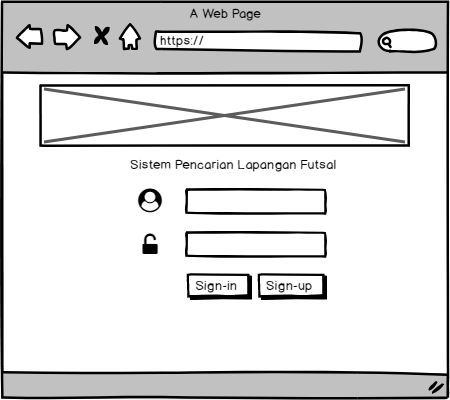 A Web Page
https://
Sistem Pencarian Lapangan Futsal
Sign-in Sign-up